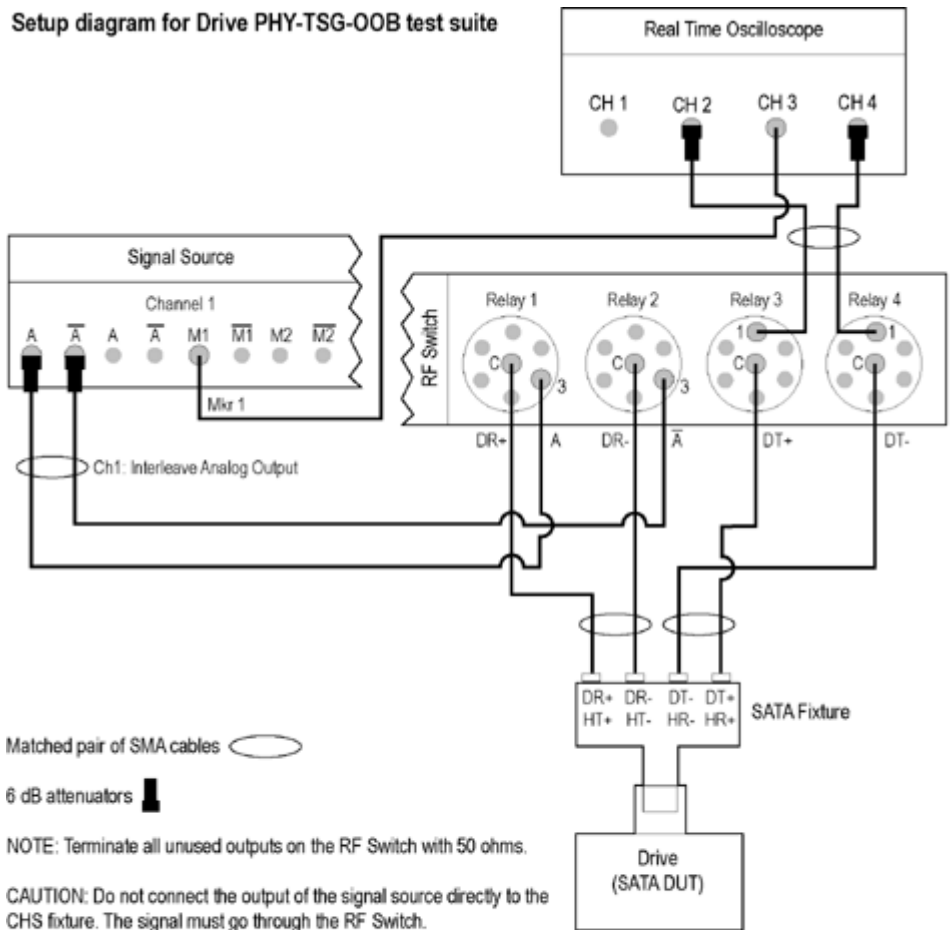 Setup diagram for Drive PHY-TSG-OOB test suite
Real Time Oscilloscope
CH 1 CH 2 CH 3 CH 4
Signal Source
Channel 1
A A̅ A A̅ M1 M̅1̅ M2 M̅2̅
Mkr 1
Ch1: Interleave Analog Output
RF Switch
Relay 1 Relay 2 Relay 3 Relay 4
1 1
C C C C
3 3
DR+ A DR- A̅ DT+ DT-
DR+ DR- DT- DT+
HT+ HT- HR- HR+
SATA Fixture
Drive
(SATA DUT)
Matched pair of SMA cables
6 dB attenuators
NOTE: Terminate all unused outputs on the RF Switch with 50 ohms.
CAUTION: Do not connect the output of the signal source directly to the
CHS fixture. The signal must go through the RF Switch.